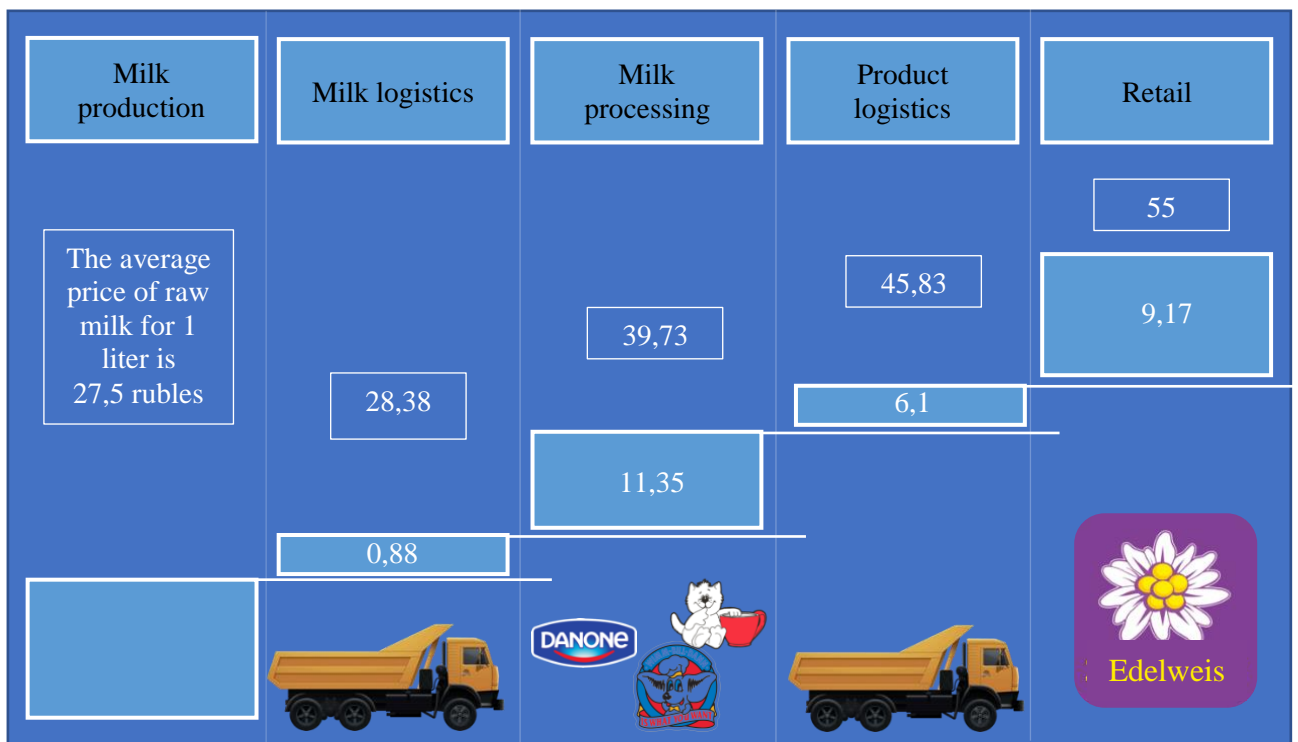 Milk
production
Milk logistics
Milk
processing
Product
logistics
Retail
The average
price of raw
milk for 1
liter is
27,5 rubles
28,38
39,73
45,83
55
0,88
11,35
6,1
9,17
DANONE
Edelweis